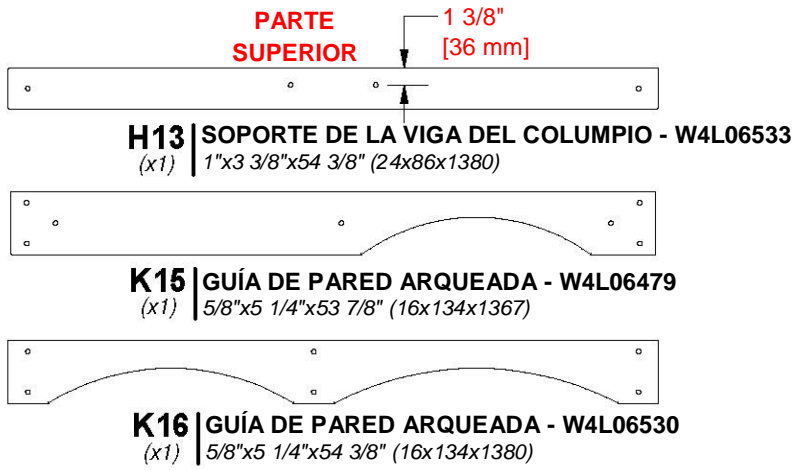 PARTE
SUPERIOR
1 3/8"
[36 mm]
H13 SOPORTE DE LA VIGA DEL COLUMPIO - W4L06533
(x1) 1"x3 3/8"x54 3/8" (24x86x1380)
K15 GUÍA DE PARED ARQUEADA - W4L06479
(x1) 5/8"x5 1/4"x53 7/8" (16x134x1367)
K16 GUÍA DE PARED ARQUEADA - W4L06530
(x1) 5/8"x5 1/4"x54 3/8" (16x134x1380)